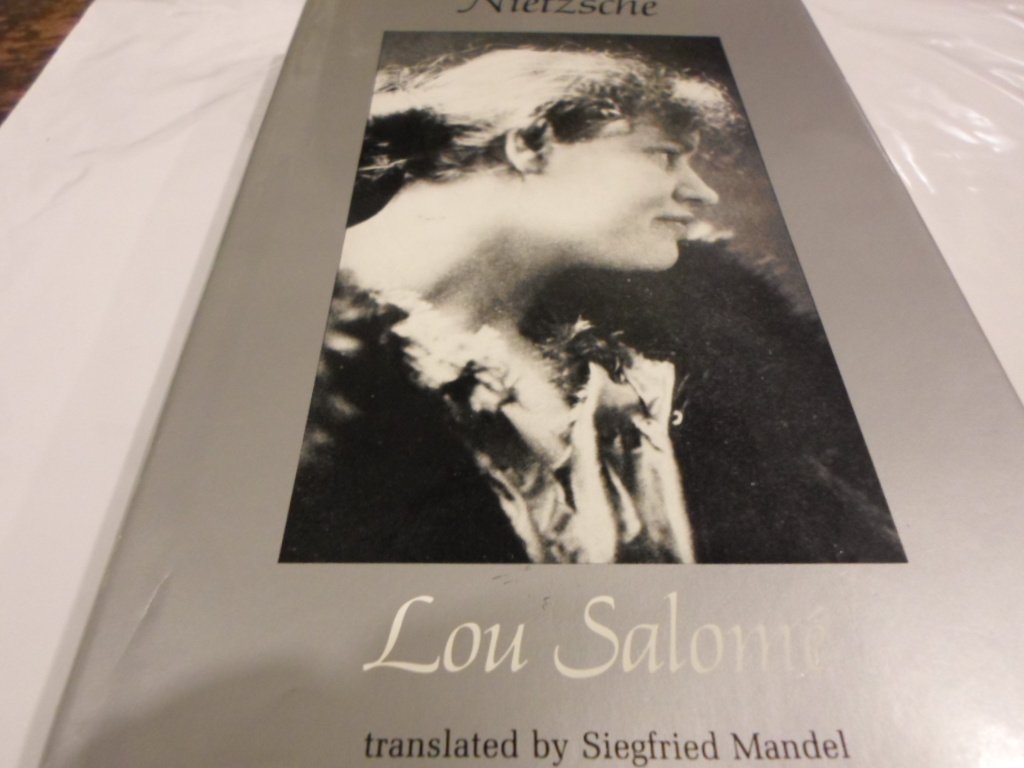 Nietzsche
Lou Salomé
translated by Siegfried Mandel